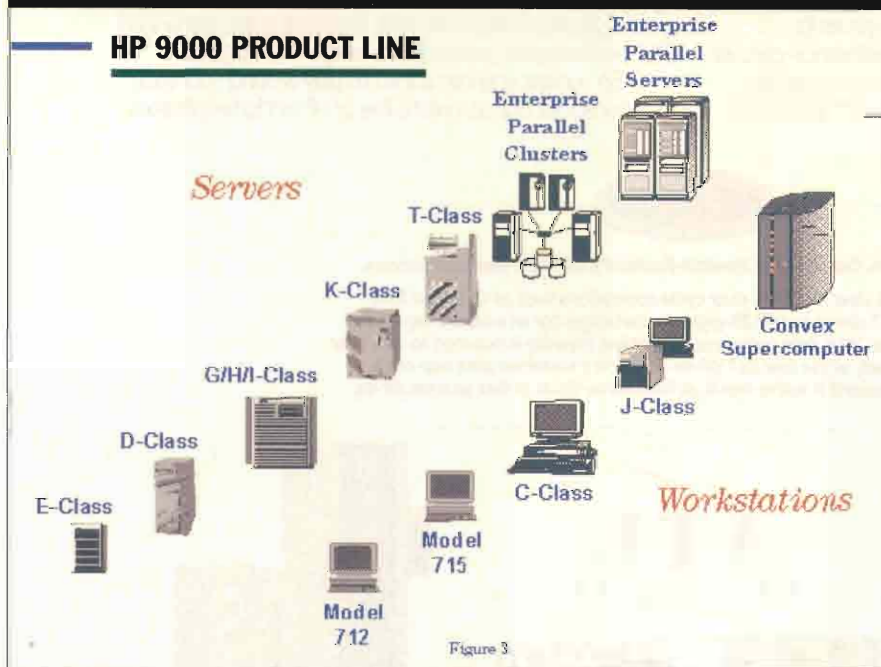 HP 9000 PRODUCT LINE
Enterprise
Parallel
Servers
Enterprise
Parallel
Clusters
Servers
T-Class
K-Class
Convex
Supercomputer
G/H/I-Class
J-Class
D-Class
C-Class
Workstations
E-Class
Model
715
Model
712
Figure 3